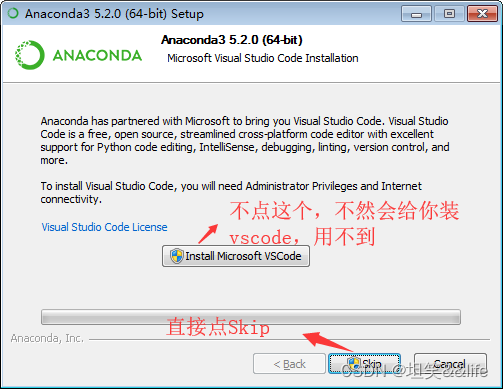 Anaconda3 5.2.0 (64-bit) Setup
ANACONDA
Anaconda3 5.2.0 (64-bit)
Microsoft Visual Studio Code Installation
Anaconda has partnered with Microsoft to bring you Visual Studio Code. Visual Studio
Code is a free, open source, streamlined cross-platform code editor with excellent
support for Python code editing, IntelliSense, debugging, linting, version control, and
more.
To install Visual Studio Code, you will need Administrator Privileges and Internet
connectivity.
不点这个，不然会给你装
vscode，用不到
Visual Studio Code License
Install Microsoft VSCode
直接点Skip
Anaconda, Inc.
< Back
Skip
Cancel
CSDN @坦笑&&life